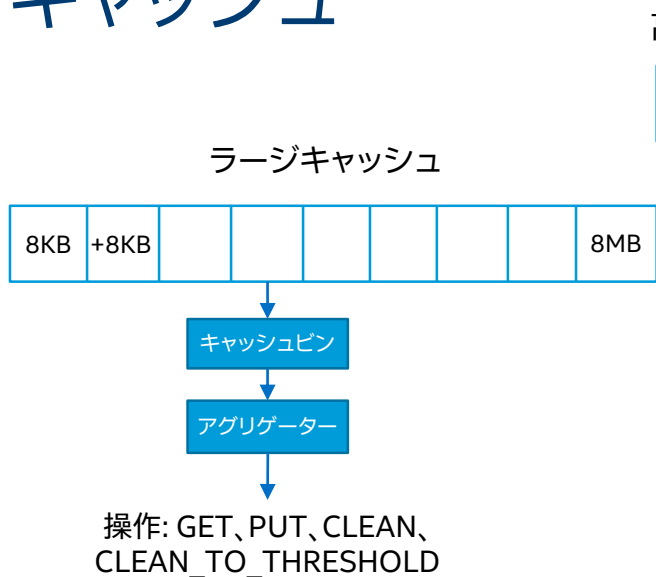 キャッシュ
ラージキャッシュ
8KB +8KB 8MB
キャッシュビン
アグリゲーター
操作: GET、PUT、CLEAN、
CLEAN_TO_THRESHOLD